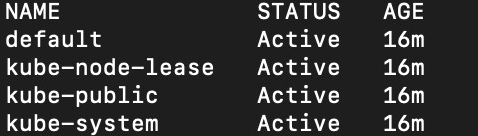 NAME STATUS AGE
default Active 16m
kube-node-lease Active 16m
kube-public Active 16m
kube-system Active 16m